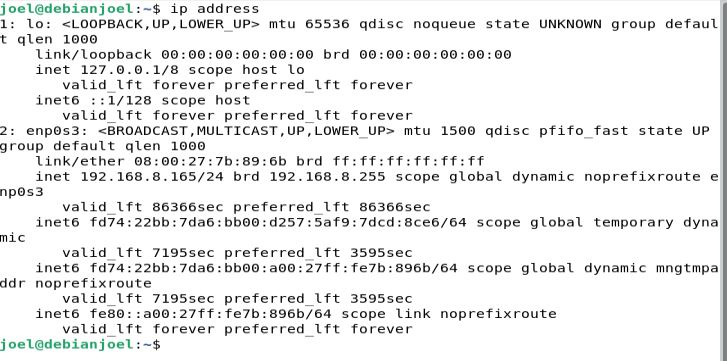 joel@debianjoel:~$ ip address
1: lo: <LOOPBACK,UP,LOWER_UP> mtu 65536 qdisc noqueue state UNKNOWN group defaul
t qlen 1000
    link/loopback 00:00:00:00:00:00 brd 00:00:00:00:00:00
    inet 127.0.0.1/8 scope host lo
       valid_lft forever preferred_lft forever
    inet6 ::1/128 scope host
       valid_lft forever preferred_lft forever
2: enp0s3: <BROADCAST,MULTICAST,UP,LOWER_UP> mtu 1500 qdisc pfifo_fast state UP
group default qlen 1000
    link/ether 08:00:27:7b:89:6b brd ff:ff:ff:ff:ff:ff
    inet 192.168.8.165/24 brd 192.168.8.255 scope global dynamic noprefixroute e
np0s3
       valid_lft 86366sec preferred_lft 86366sec
    inet6 fd74:22bb:7da6:bb00:d257:5af9:7dcd:8ce6/64 scope global temporary dyna
mic
       valid_lft 7195sec preferred_lft 3595sec
    inet6 fd74:22bb:7da6:bb00:a00:27ff:fe7b:896b/64 scope global dynamic mngtmpa
ddr noprefixroute
       valid_lft 7195sec preferred_lft 3595sec
    inet6 fe80::a00:27ff:fe7b:896b/64 scope link noprefixroute
       valid_lft forever preferred_lft forever
joel@debianjoel:~$